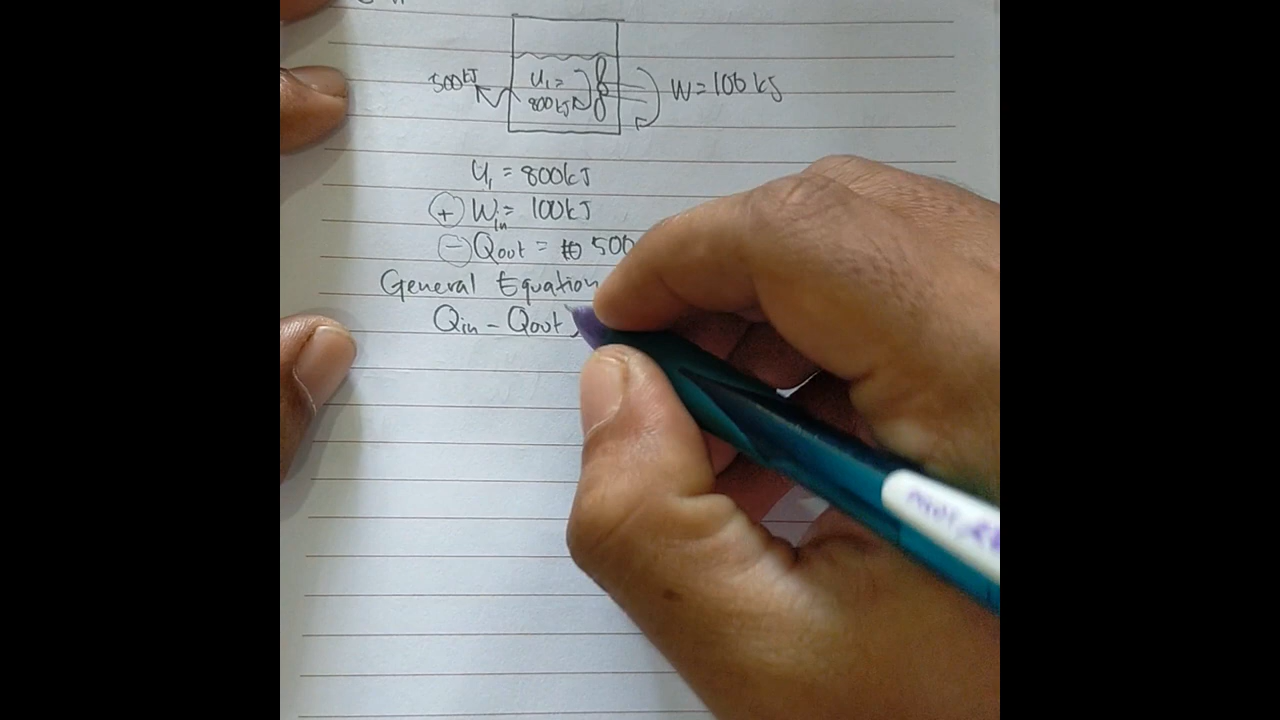 500kJ
U₁ =
800kJ
W = 100 kJ
U₁ = 800kJ
+ Win = 100kJ
- Qout = 500
General Equation
Qin - Qout)